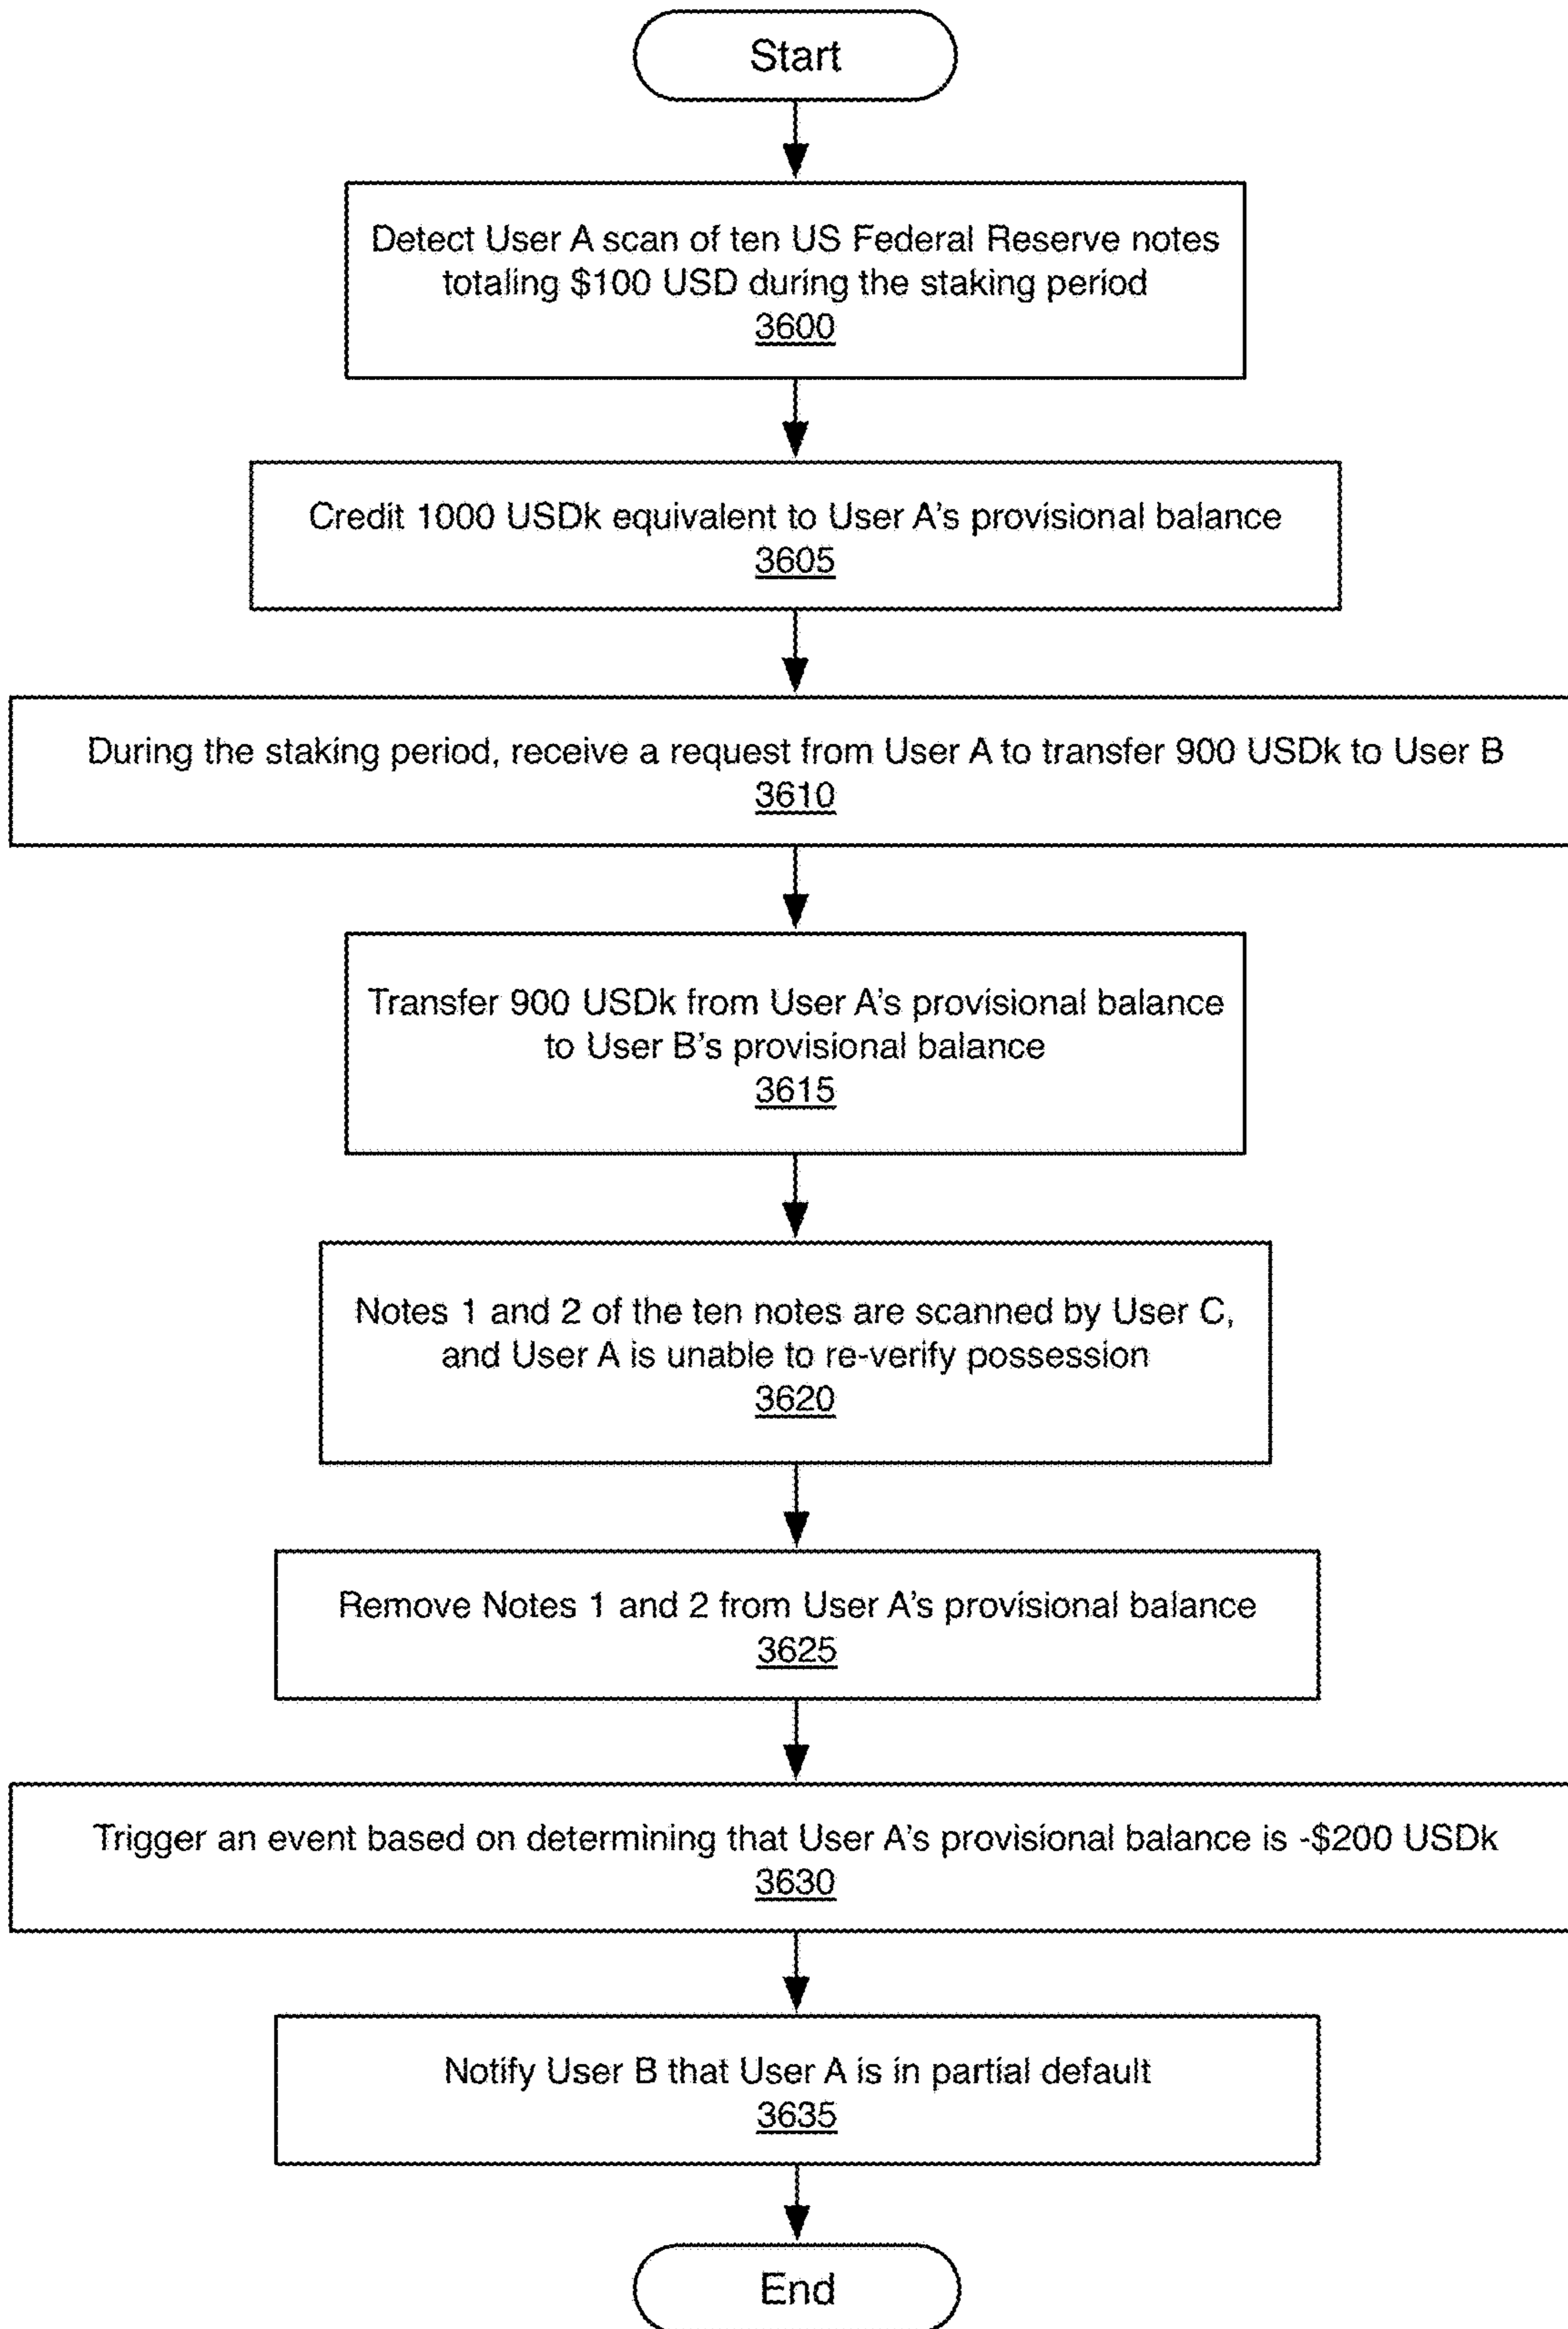 Start
Detect User A scan of ten US Federal Reserve notes
totaling $100 USD during the staking period
3600
Credit 1000 USDk equivalent to User A's provisional balance
3605
During the staking period, receive a request from User A to transfer 900 USDk to User B
3610
Transfer 900 USDk from User A's provisional balance
to User B's provisional balance
3615
Notes 1 and 2 of the ten notes are scanned by User C,
and User A is unable to re-verify possession
3620
Remove Notes 1 and 2 from User A's provisional balance
3625
Trigger an event based on determining that User A's provisional balance is -$200 USDk
3630
Notify User B that User A is in partial default
3635
End